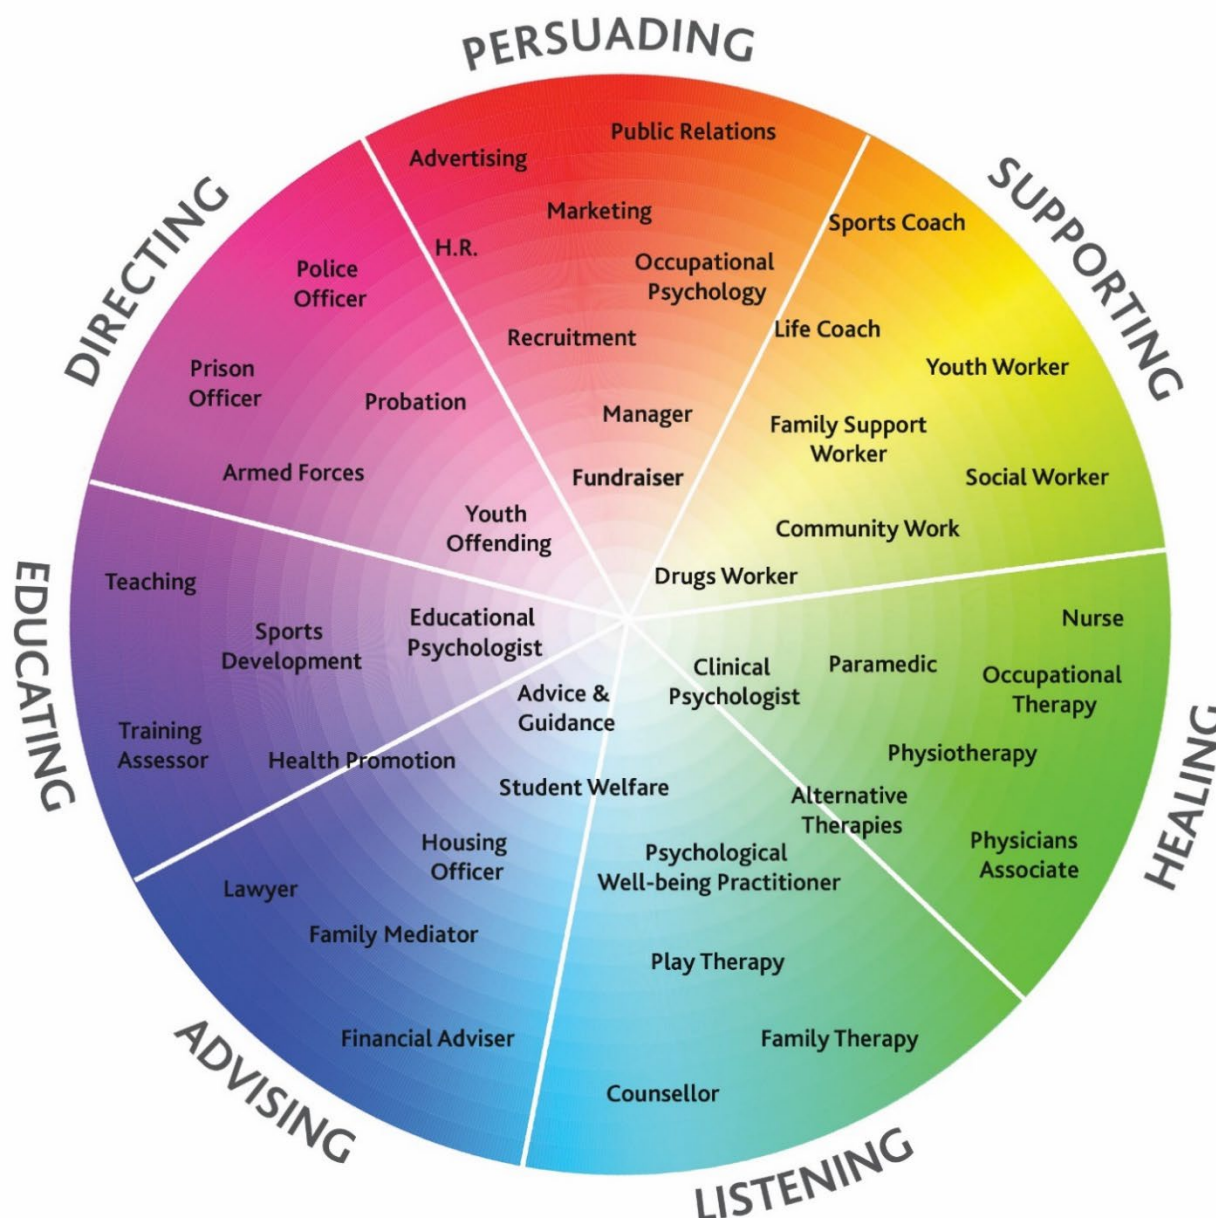 PERSUADING
Public Relations
Advertising
Marketing
H.R.
Occupational
Psychology
Recruitment
Manager
Fundraiser
SUPPORTING
Sports Coach
Life Coach
Youth Worker
Family Support
Worker
Social Worker
Community Work
Drugs Worker
HEALING
Nurse
Paramedic
Clinical
Psychologist
Occupational
Therapy
Physiotherapy
Alternative
Therapies
Physicians
Associate
LISTENING
Psychological
Well-being Practitioner
Play Therapy
Family Therapy
Counsellor
ADVISING
Advice &
Guidance
Student Welfare
Housing
Officer
Lawyer
Family Mediator
Financial Adviser
EDUCATING
Teaching
Educational
Psychologist
Sports
Development
Training
Assessor
Health Promotion
DIRECTING
Police
Officer
Prison
Officer
Probation
Armed Forces
Youth
Offending